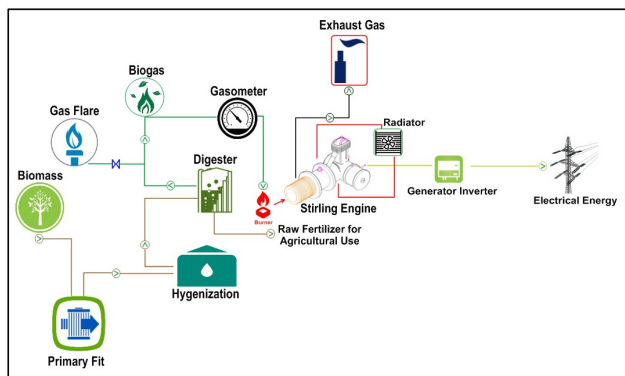 Exhaust Gas
Biogas
Gasometer
Gas Flare
Radiator
Digester
Biomass
Burner
Stirling Engine
Generator Inverter
Electrical Energy
Raw Fertilizer for
Agricultural Use
Hygenization
Primary Fit